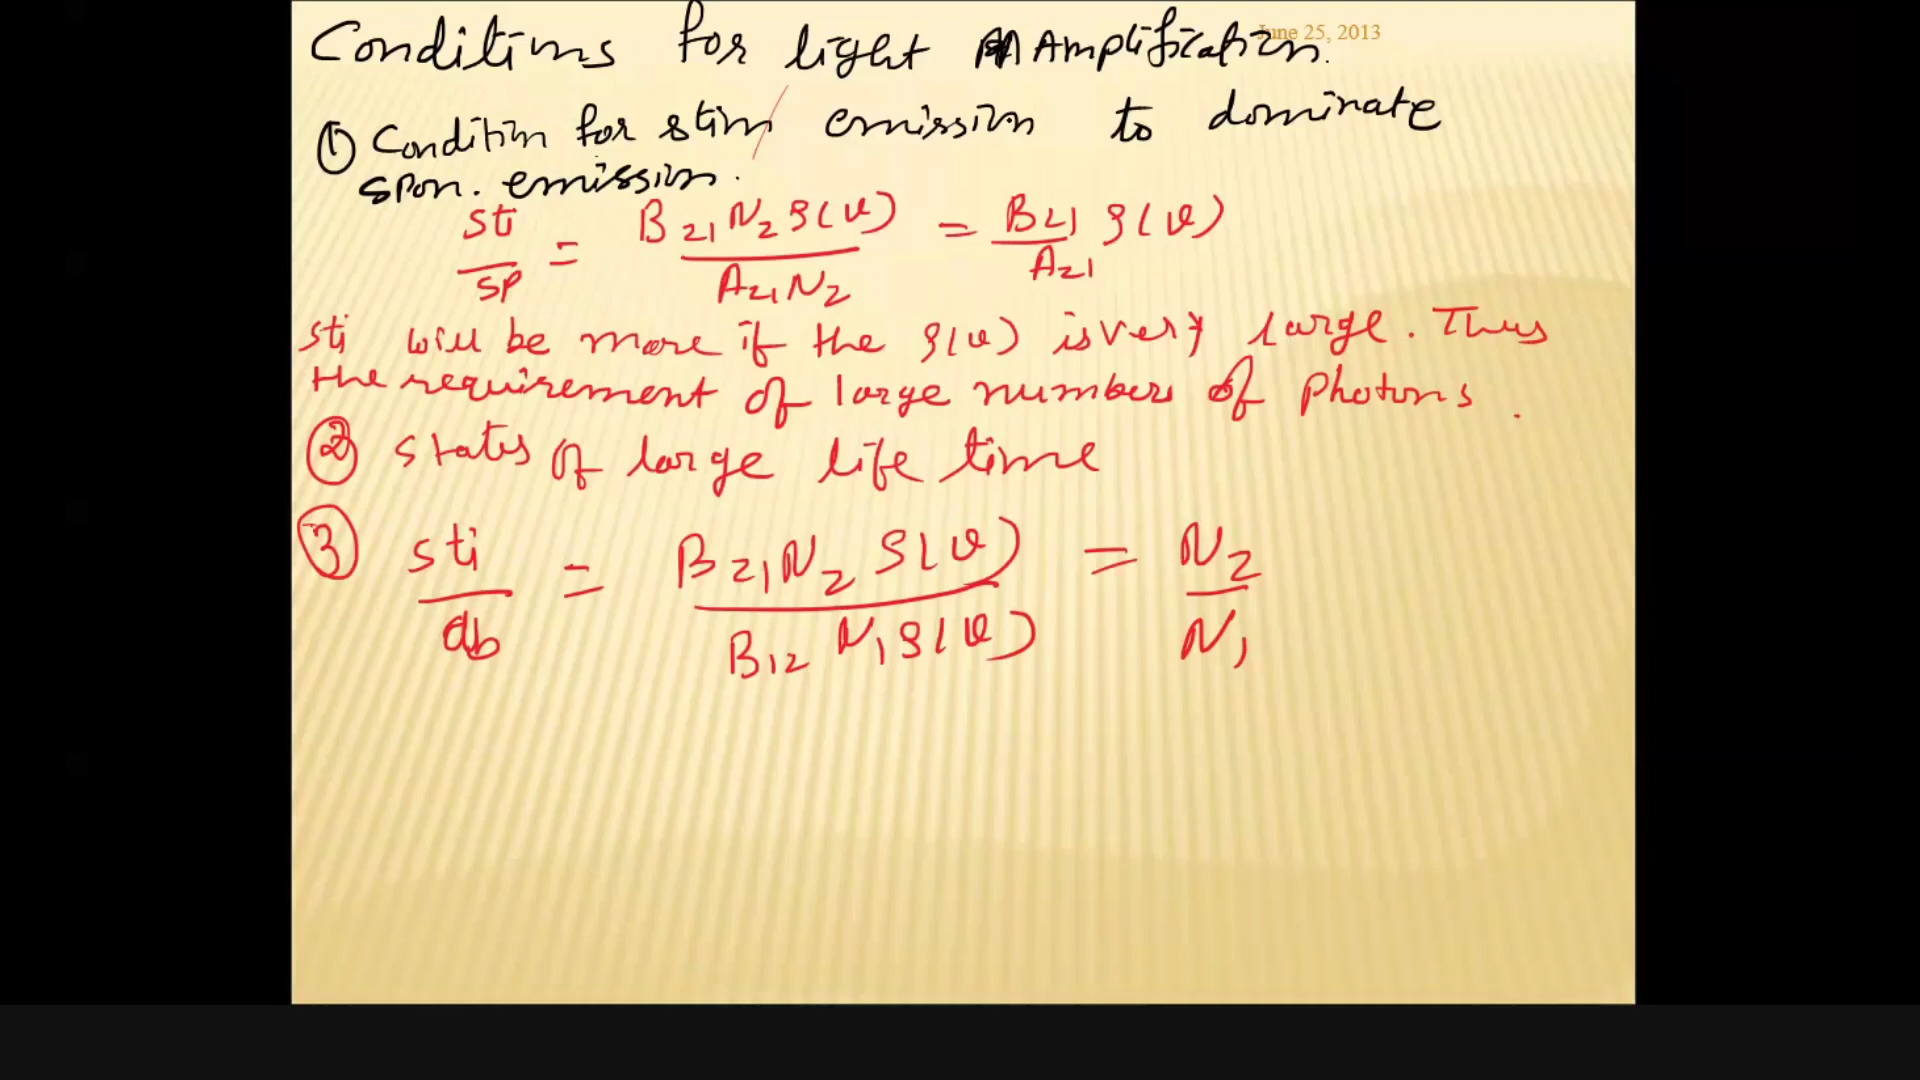 June 25, 2013
Conditions for light Amplification.
① Condition for stim emission to dominate
spon. emission.
sti/sp = B21 N2 ρ(ν) / A21 N2 = B21/A21 ρ(ν)
sti will be more if the ρ(ν) is very large. Thus
the requirement of large numbers of photons.
② states of large life time
③ sti/ab = B21 N2 ρ(ν) / B12 N1 ρ(ν) = N2/N1